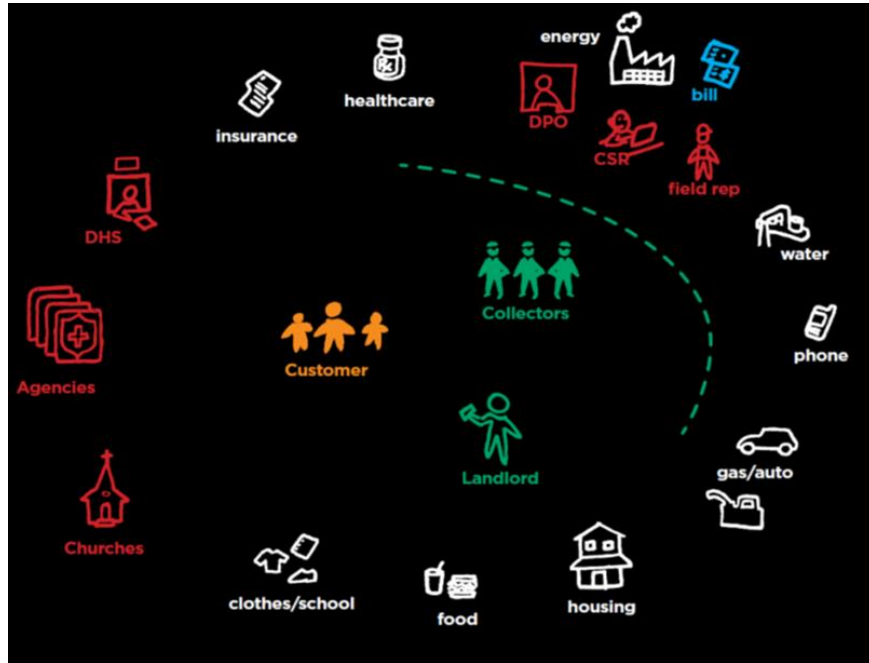 energy
bill
healthcare
DPO
insurance
CSR
field rep
DHS
water
Collectors
phone
Customer
Agencies
gas/auto
Landlord
Churches
clothes/school
housing
food